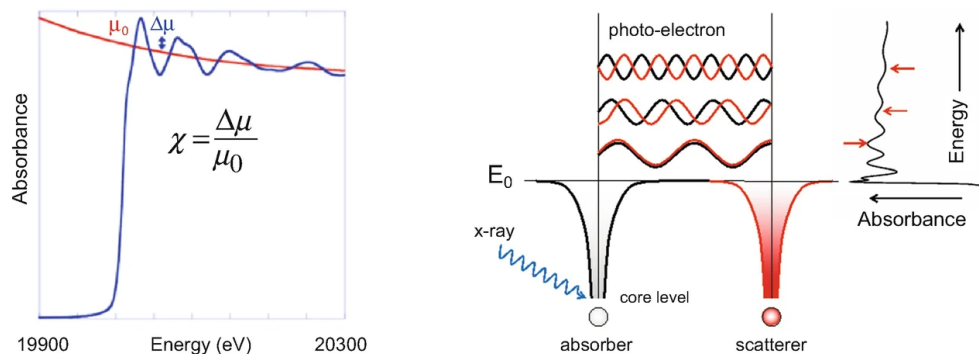 μ₀ Δμ
Absorbance
χ = Δμ / μ₀
19900 Energy (eV) 20300
photo-electron
E₀
x-ray
core level
absorber scatterer
Energy
Absorbance